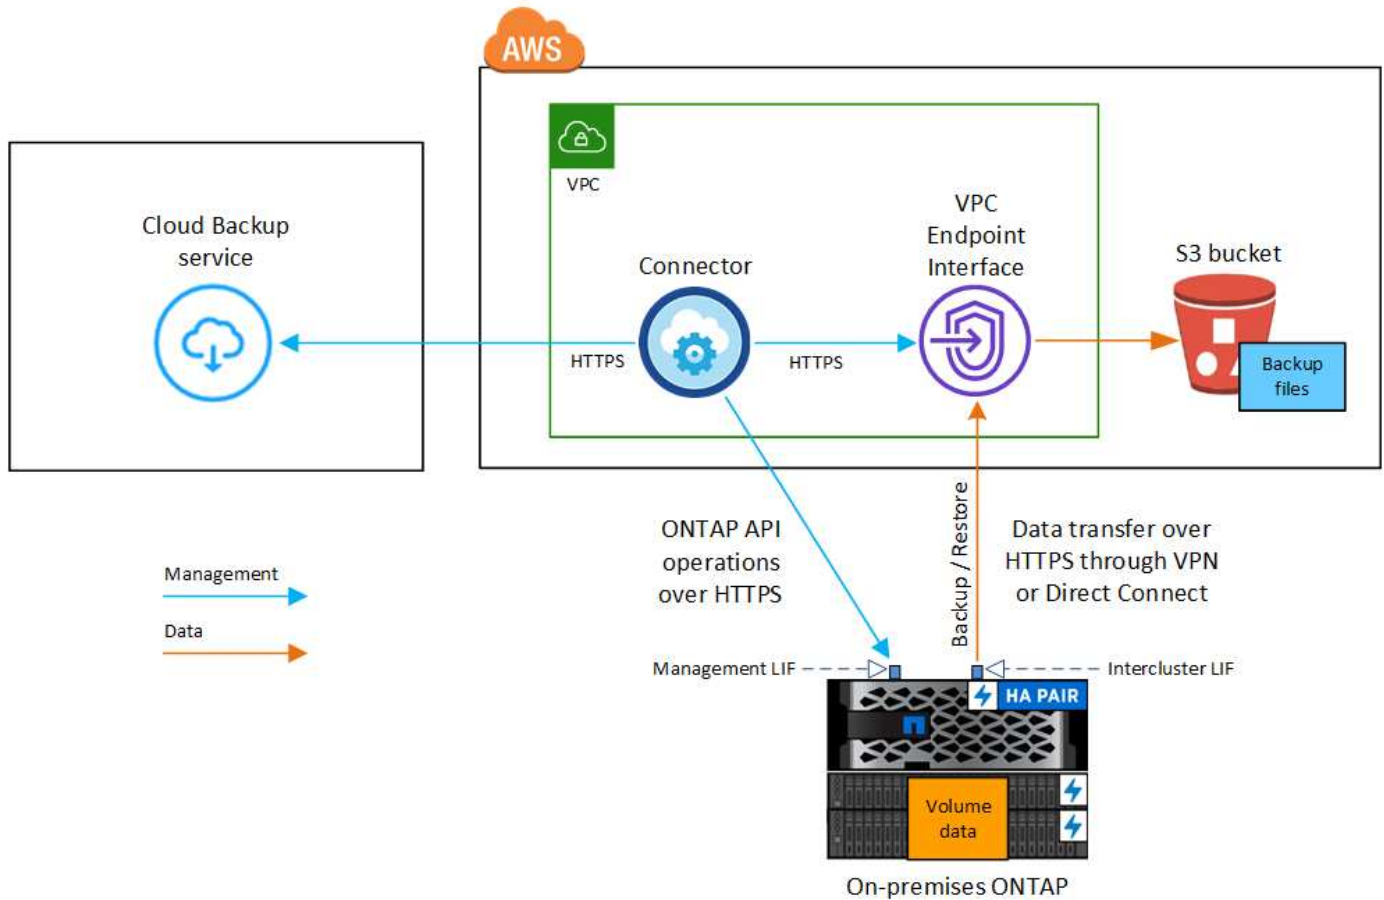 AWS
VPC
Cloud Backup
service
Connector
VPC
Endpoint
Interface
S3 bucket
HTTPS
HTTPS
Backup
files
Management
Data
ONTAP API
operations
over HTTPS
Backup / Restore
Data transfer over
HTTPS through VPN
or Direct Connect
Management LIF
Intercluster LIF
HA PAIR
Volume
data
On-premises ONTAP